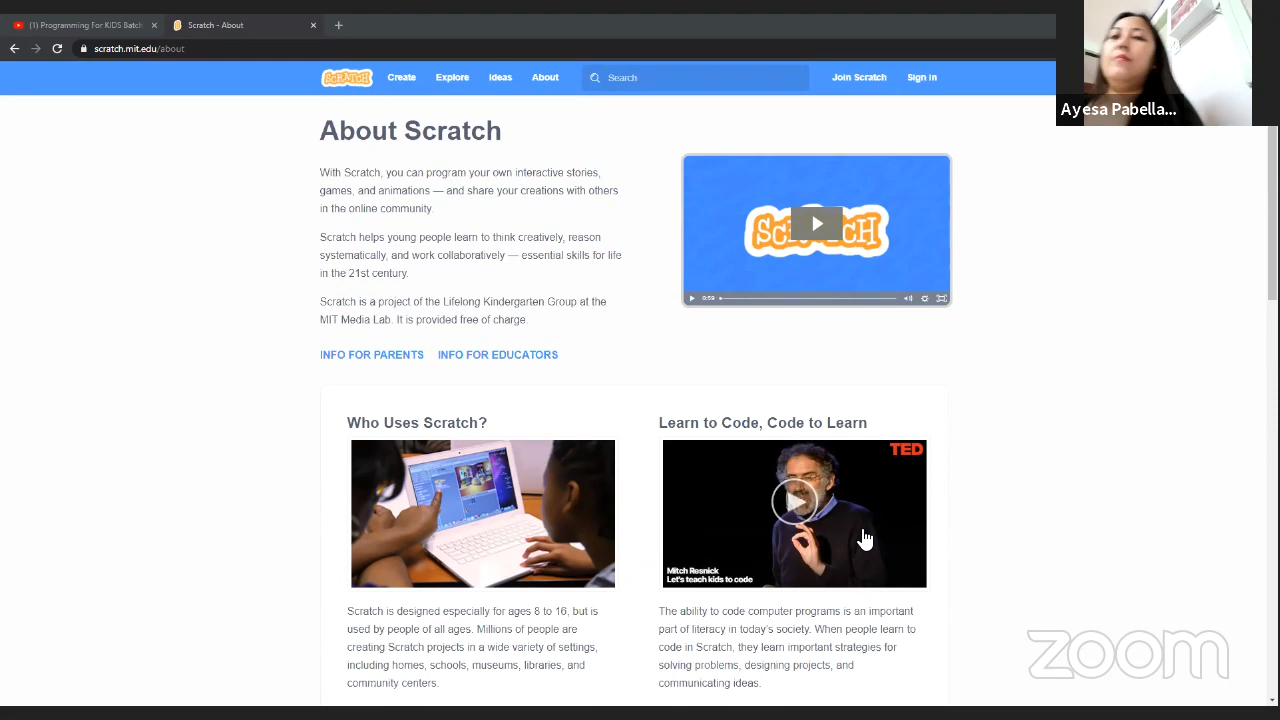 (1) Programming For KIDS Batch
Scratch - About
scratch.mit.edu/about
SCRATCH
Create
Explore
Ideas
About
Search
Join Scratch
Sign in
Ayesa Pabella...
About Scratch
With Scratch, you can program your own interactive stories,
games, and animations — and share your creations with others
in the online community.
Scratch helps young people learn to think creatively, reason
systematically, and work collaboratively — essential skills for life
in the 21st century.
Scratch is a project of the Lifelong Kindergarten Group at the
MIT Media Lab. It is provided free of charge.
INFO FOR PARENTS
INFO FOR EDUCATORS
SCRATCH
0:59
Who Uses Scratch?
Scratch is designed especially for ages 8 to 16, but is
used by people of all ages. Millions of people are
creating Scratch projects in a wide variety of settings,
including homes, schools, museums, libraries, and
community centers.
Learn to Code, Code to Learn
TED
Mitch Resnick
Let's teach kids to code
The ability to code computer programs is an important
part of literacy in today's society. When people learn to
code in Scratch, they learn important strategies for
solving problems, designing projects, and
communicating ideas.
zoom